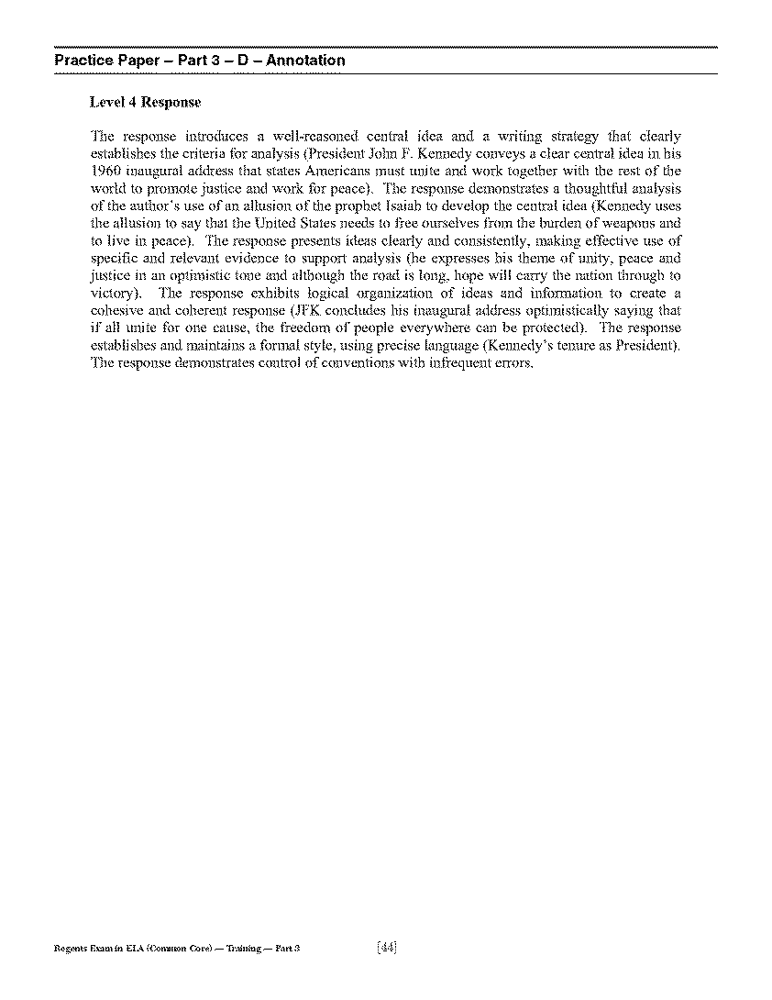 Practice Paper – Part 3 – D – Annotation
Level 4 Response
The response introduces a well-reasoned central idea and a writing strategy that clearly
establishes the criteria for analysis (President John F. Kennedy conveys a clear central idea in his
1960 inaugural address that states Americans must unite and work together with the rest of the
world to promote justice and work for peace).  The response demonstrates a thoughtful analysis
of the author's use of an allusion of the prophet Isaiah to develop the central idea (Kennedy uses
the allusion to say that the United States needs to free ourselves from the burden of weapons and
to live in peace).  The response presents ideas clearly and consistently, making effective use of
specific and relevant evidence to support analysis (he expresses his theme of unity, peace and
justice in an optimistic tone and although the road is long, hope will carry the nation through to
victory).  The response exhibits logical organization of ideas and information to create a
cohesive and coherent response (JFK concludes his inaugural address optimistically saying that
if all unite for one cause, the freedom of people everywhere can be protected).  The response
establishes and maintains a formal style, using precise language (Kennedy's tenure as President).
The response demonstrates control of conventions with infrequent errors.
Regents Exam in ELA (Common Core) — Training — Part 3 [44]